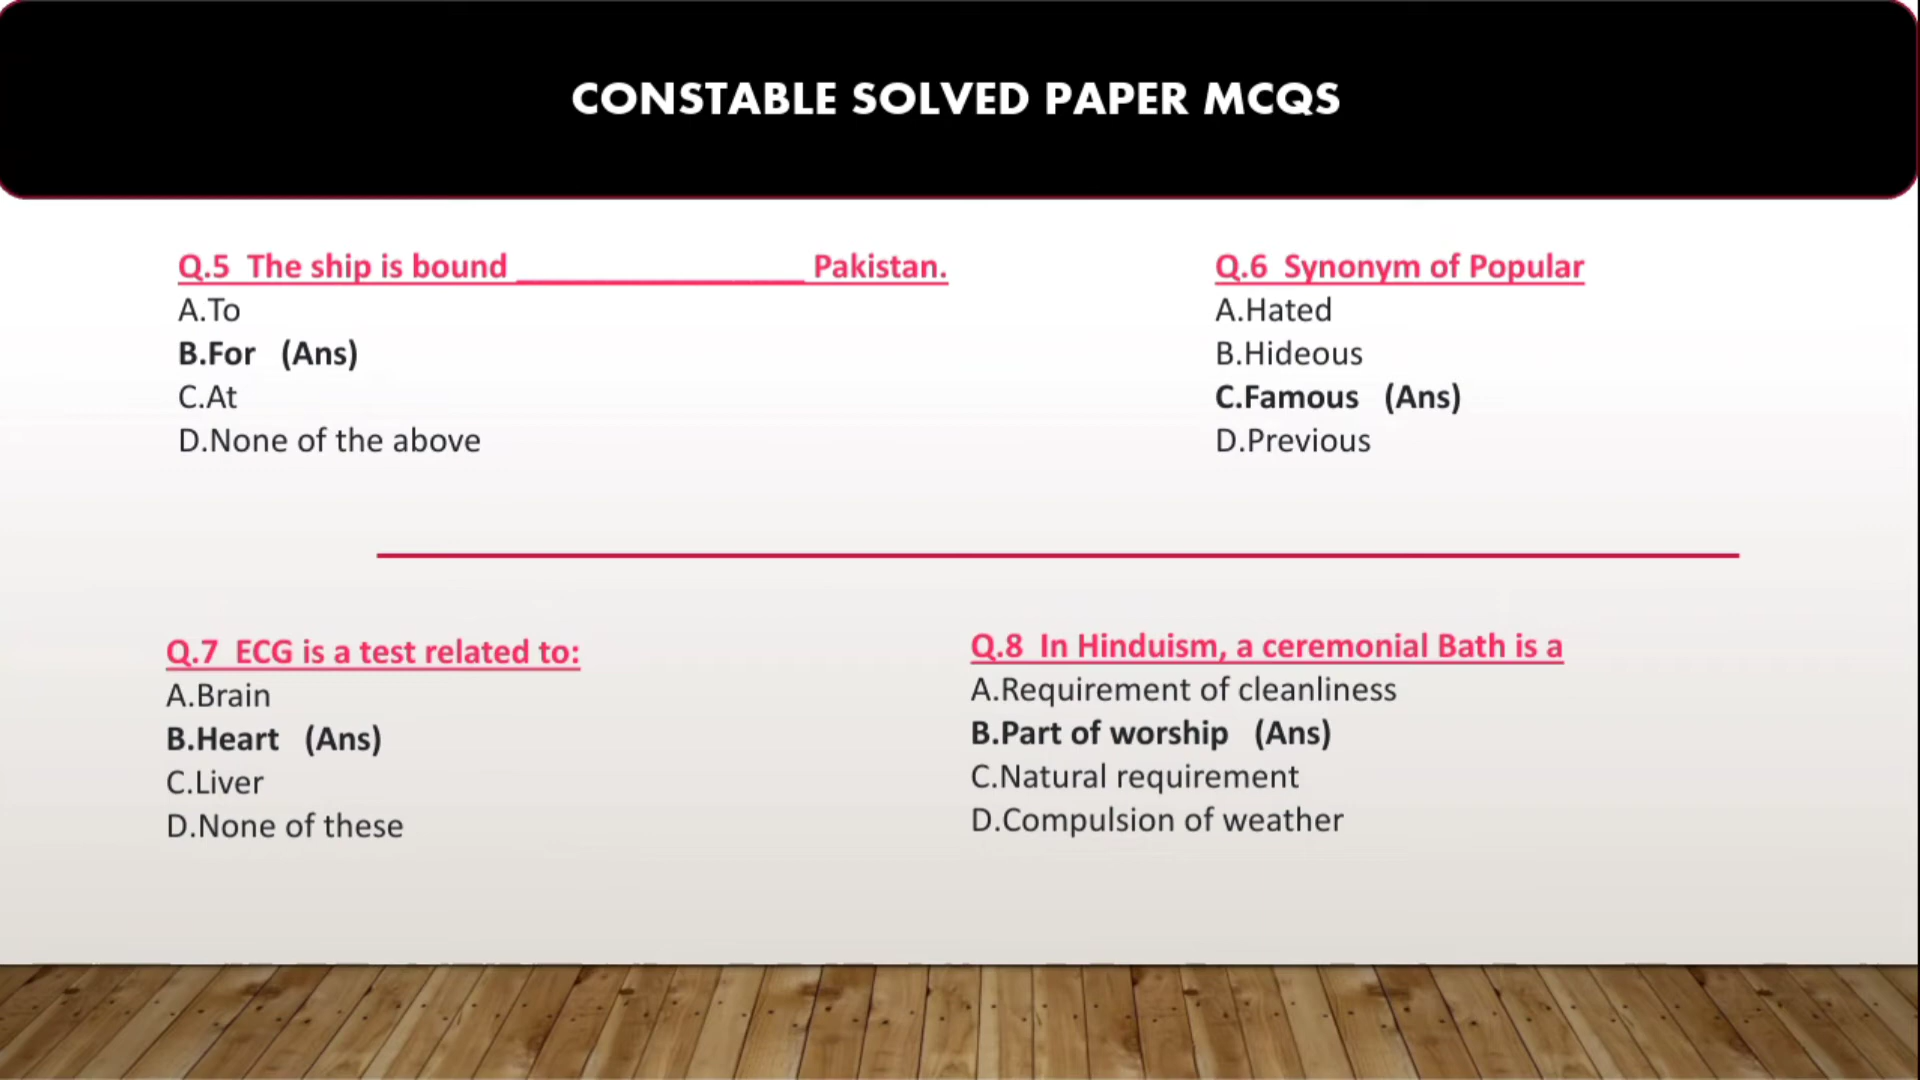 CONSTABLE SOLVED PAPER MCQS
Q.5 The ship is bound ________________ Pakistan.
A.To
B.For (Ans)
C.At
D.None of the above
Q.6 Synonym of Popular
A.Hated
B.Hideous
C.Famous (Ans)
D.Previous
Q.7 ECG is a test related to:
A.Brain
B.Heart (Ans)
C.Liver
D.None of these
Q.8 In Hinduism, a ceremonial Bath is a
A.Requirement of cleanliness
B.Part of worship (Ans)
C.Natural requirement
D.Compulsion of weather